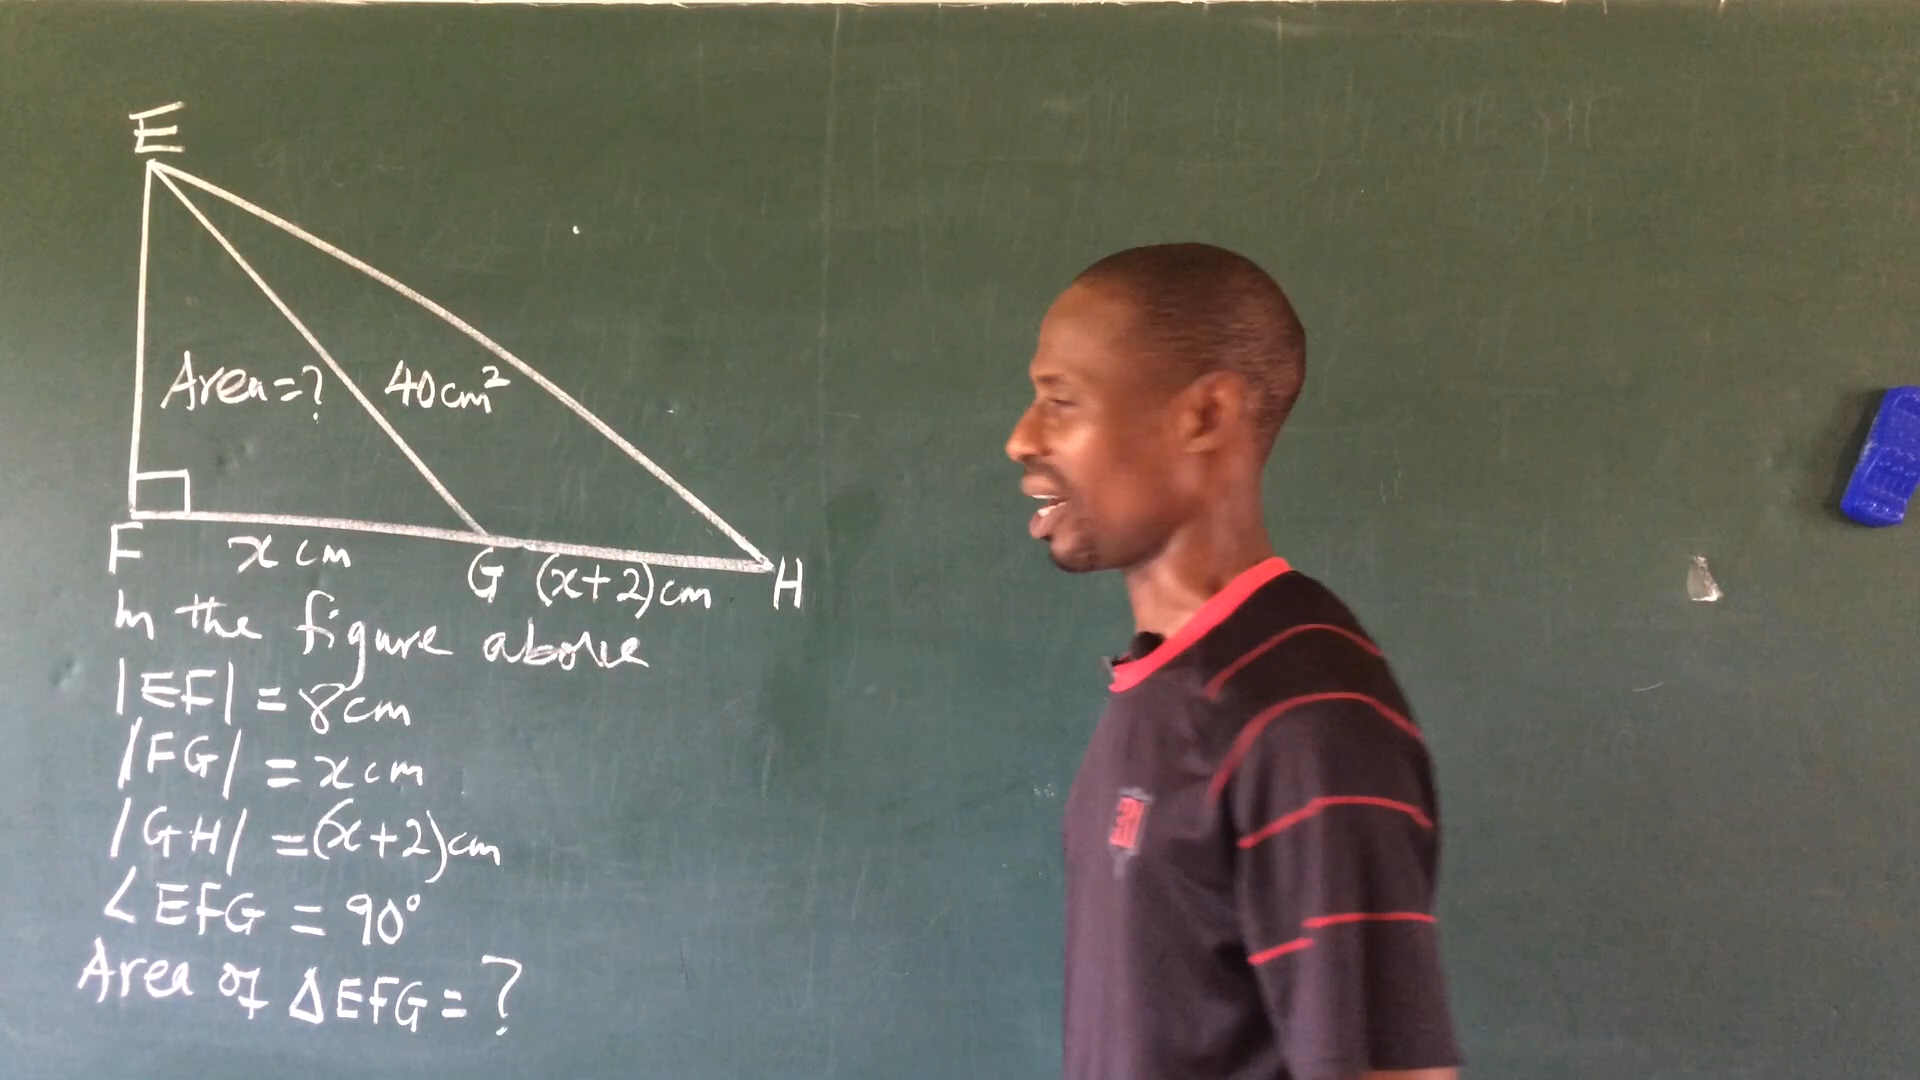 E
Area=?
40cm²
F
x cm
G
(x+2)cm
H
In the figure above
|EF| = 8cm
|FG| = x cm
|GH| = (x+2)cm
∠EFG = 90°
Area of ΔEFG = ?